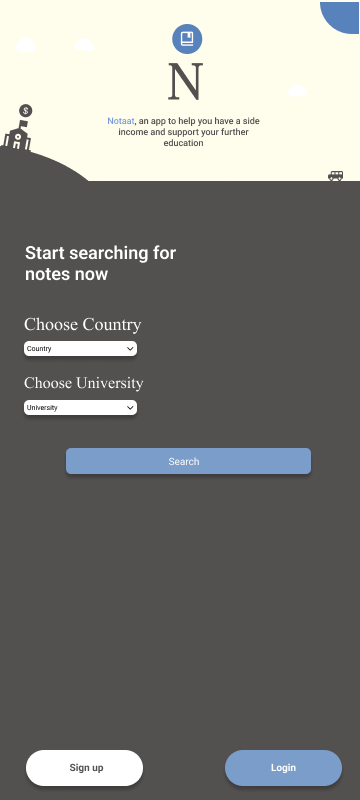 $
N
Notaat, an app to help you have a side
income and support your further
education
Start searching for
notes now
Choose Country
Country
Choose University
University
Search
Sign up
Login